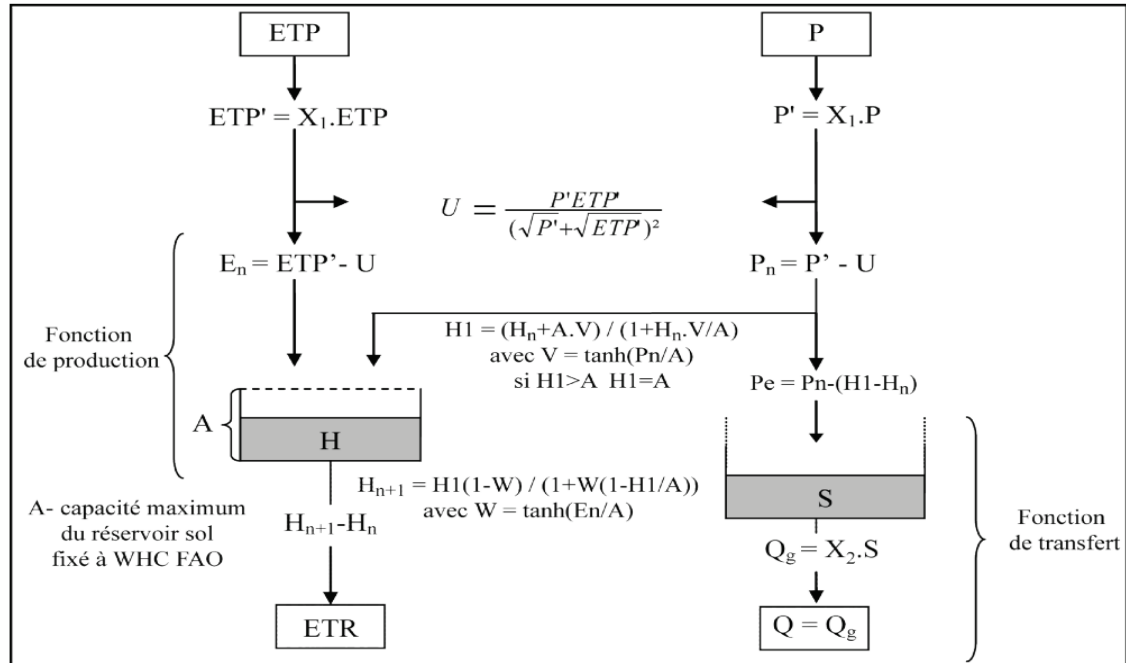 ETP
P
ETP' = X₁.ETP
P' = X₁.P
U = P'ETP' / (√P'+√ETP')²
Eₙ = ETP’- U
Pₙ = P’ - U
Fonction
de production
H1 = (Hₙ+A.V) / (1+Hₙ.V/A)
avec V = tanh(Pn/A)
si H1>A H1=A
Pe = Pn-(H1-Hₙ)
A
H
S
Hₙ₊₁ = H1(1-W) / (1+W(1-H1/A))
avec W = tanh(En/A)
A- capacité maximum
du réservoir sol
fixé à WHC FAO
Hₙ₊₁-Hₙ
Fonction
de transfert
Q₉ = X₂.S
ETR
Q = Q₉